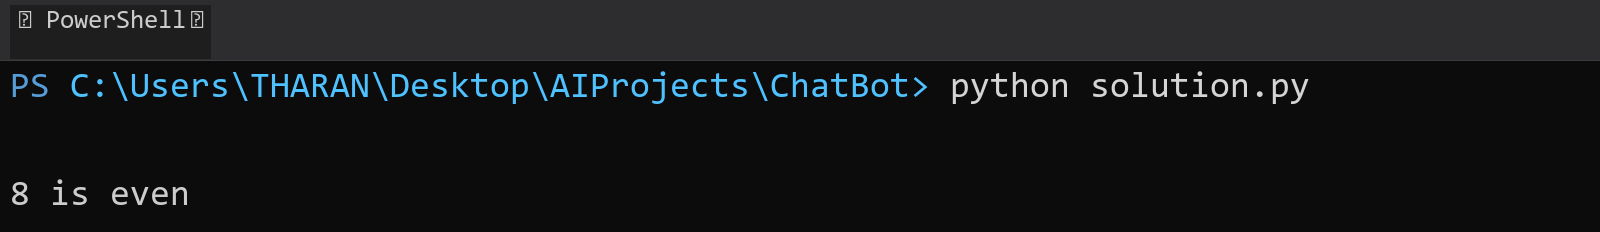 PowerShell
PS C:\Users\THARAN\Desktop\AIProjects\ChatBot> python solution.py
8 is even